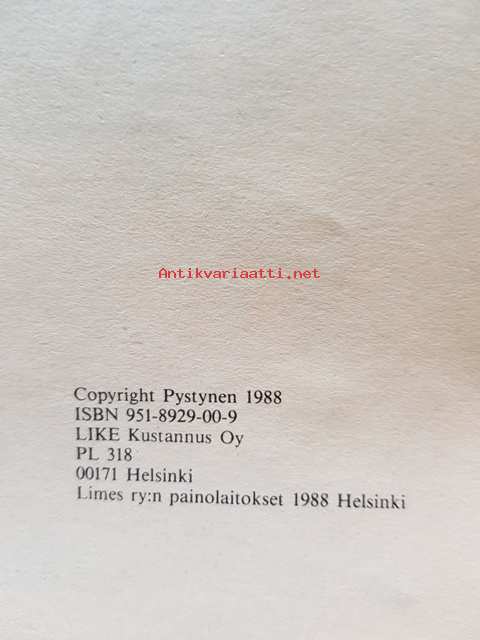 Antikvariaatti.net
Copyright Pystynen 1988
ISBN 951-8929-00-9
LIKE Kustannus Oy
PL 318
00171 Helsinki
Limes ry:n painolaitokset 1988 Helsinki